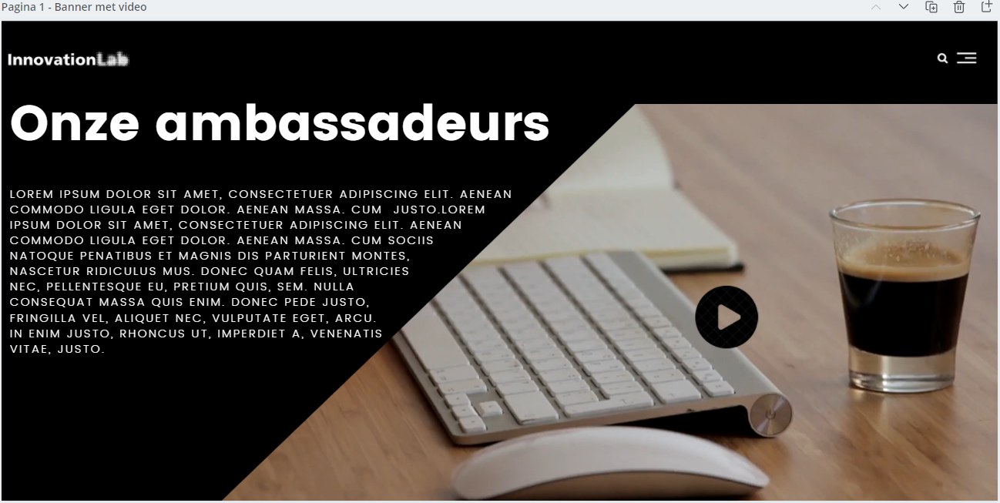 Pagina 1 - Banner met video
InnovationLab
Onze ambassadeurs
LOREM IPSUM DOLOR SIT AMET, CONSECTETUER ADIPISCING ELIT. AENEAN
COMMODO LIGULA EGET DOLOR. AENEAN MASSA. CUM JUSTO.LOREM
IPSUM DOLOR SIT AMET, CONSECTETUER ADIPISCING ELIT. AENEAN
COMMODO LIGULA EGET DOLOR. AENEAN MASSA. CUM SOCIIS
NATOQUE PENATIBUS ET MAGNIS DIS PARTURIENT MONTES,
NASCETUR RIDICULUS MUS. DONEC QUAM FELIS, ULTRICIES
NEC, PELLENTESQUE EU, PRETIUM QUIS, SEM. NULLA
CONSEQUAT MASSA QUIS ENIM. DONEC PEDE JUSTO,
FRINGILLA VEL, ALIQUET NEC, VULPUTATE EGET, ARCU.
IN ENIM JUSTO, RHONCUS UT, IMPERDIET A, VENENATIS
VITAE, JUSTO.